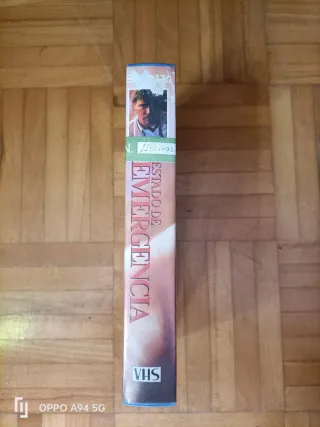 ESTADO DE
EMERGENCIA
VHS
OPPO A94 5G